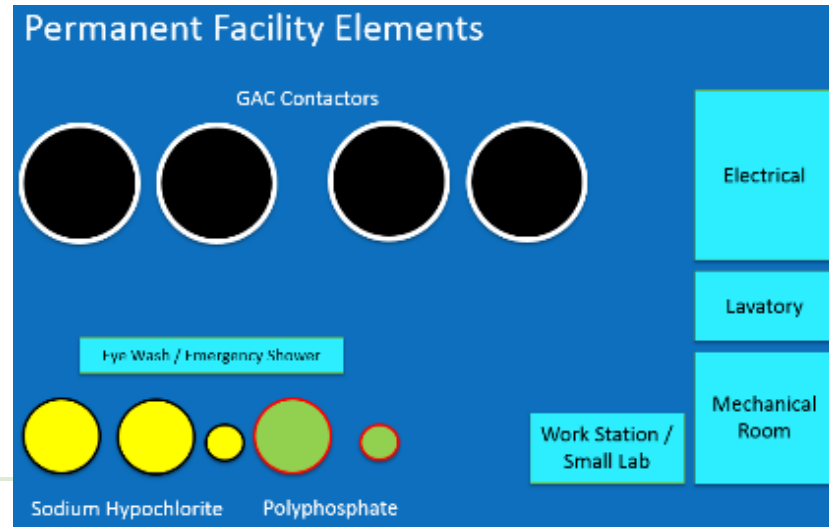 Permanent Facility Elements
GAC Contactors
Electrical
Lavatory
Eye Wash / Emergency Shower
Mechanical
Room
Work Station /
Small Lab
Sodium Hypochlorite
Polyphosphate